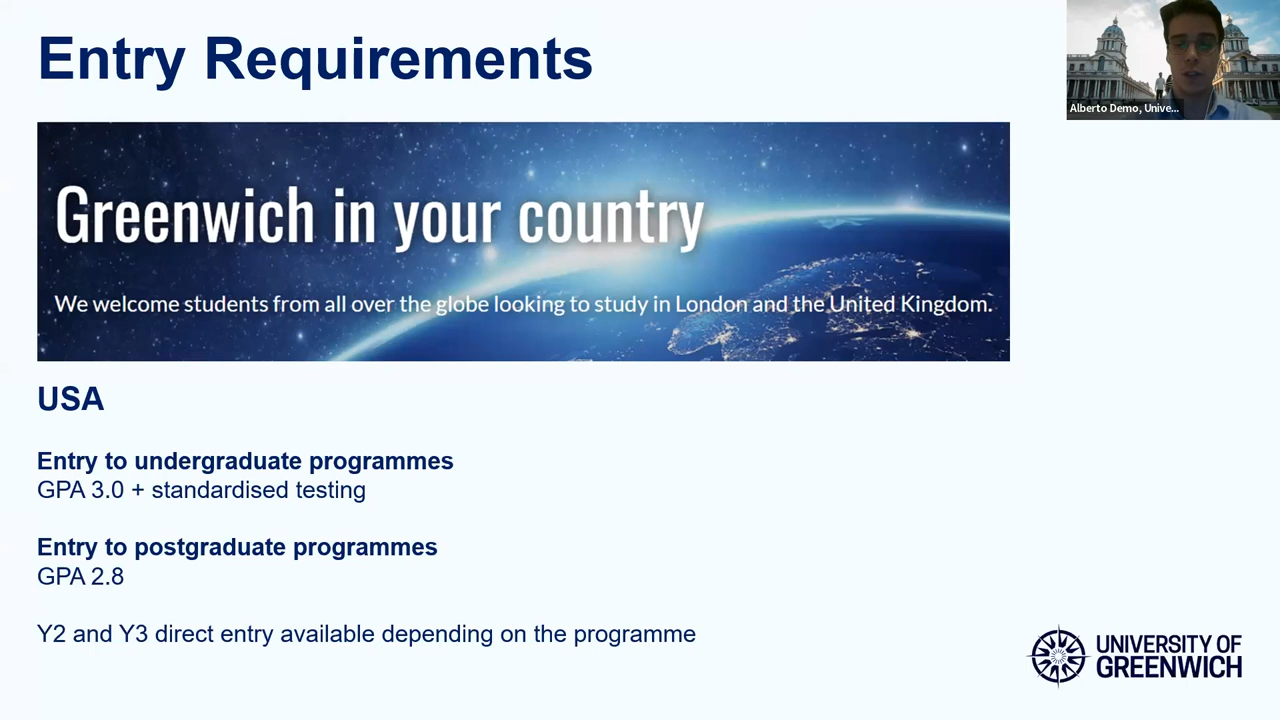 Entry Requirements
Alberto Demo, Unive...
Greenwich in your country
We welcome students from all over the globe looking to study in London and the United Kingdom.
USA
Entry to undergraduate programmes
GPA 3.0 + standardised testing
Entry to postgraduate programmes
GPA 2.8
Y2 and Y3 direct entry available depending on the programme
UNIVERSITY OF
GREENWICH